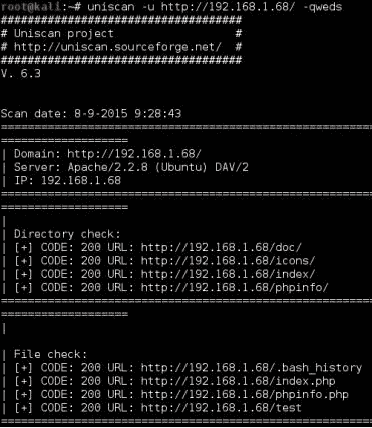 root@kali:~# uniscan -u http://192.168.1.68/ -qweds
####################################
# Uniscan project                  #
# http://uniscan.sourceforge.net/  #
####################################
V. 6.3


Scan date: 8-9-2015 9:28:43
===================================================
===================
| Domain: http://192.168.1.68/
| Server: Apache/2.2.8 (Ubuntu) DAV/2
| IP: 192.168.1.68
===================================================
===================
|
| Directory check:
| [+] CODE: 200 URL: http://192.168.1.68/doc/
| [+] CODE: 200 URL: http://192.168.1.68/icons/
| [+] CODE: 200 URL: http://192.168.1.68/index/
| [+] CODE: 200 URL: http://192.168.1.68/phpinfo/
===================================================
===================
|

| File check:
| [+] CODE: 200 URL: http://192.168.1.68/.bash_history
| [+] CODE: 200 URL: http://192.168.1.68/index.php
| [+] CODE: 200 URL: http://192.168.1.68/phpinfo.php
| [+] CODE: 200 URL: http://192.168.1.68/test
===================================================